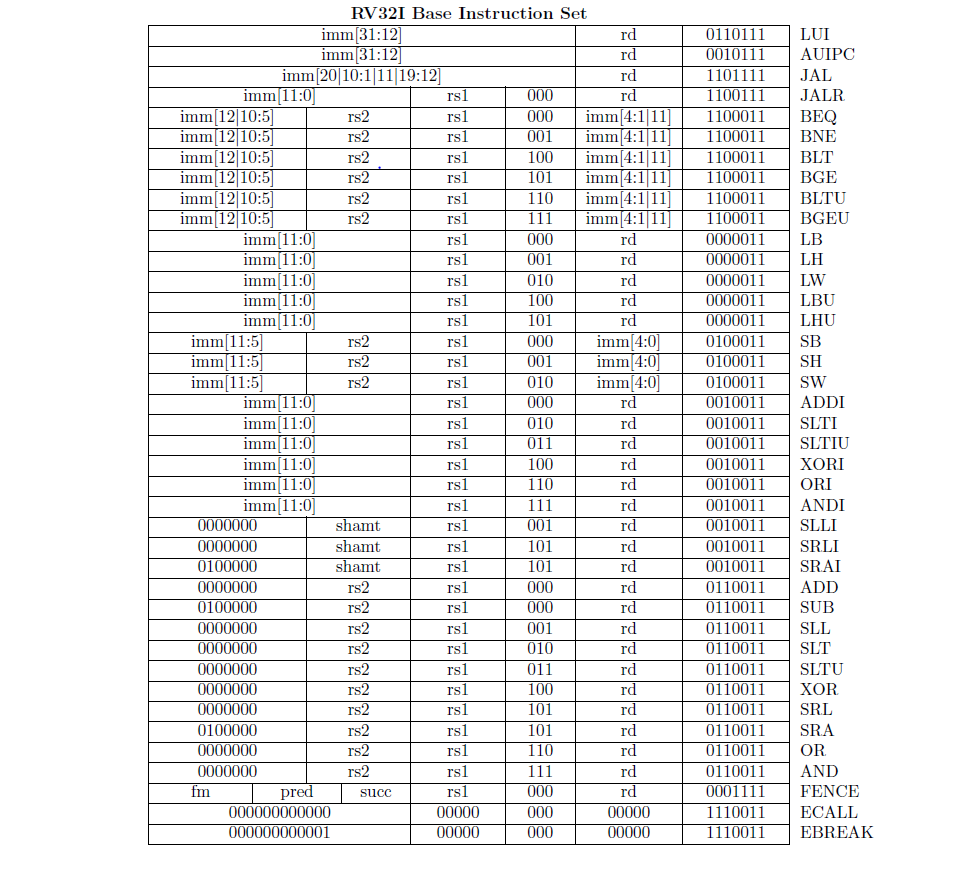 RV32I Base Instruction Set
imm[31:12] rd 0110111 LUI
imm[31:12] rd 0010111 AUIPC
imm[20|10:1|11|19:12] rd 1101111 JAL
imm[11:0] rs1 000 rd 1100111 JALR
imm[12|10:5] rs2 rs1 000 imm[4:1|11] 1100011 BEQ
imm[12|10:5] rs2 rs1 001 imm[4:1|11] 1100011 BNE
imm[12|10:5] rs2 rs1 100 imm[4:1|11] 1100011 BLT
imm[12|10:5] rs2 rs1 101 imm[4:1|11] 1100011 BGE
imm[12|10:5] rs2 rs1 110 imm[4:1|11] 1100011 BLTU
imm[12|10:5] rs2 rs1 111 imm[4:1|11] 1100011 BGEU
imm[11:0] rs1 000 rd 0000011 LB
imm[11:0] rs1 001 rd 0000011 LH
imm[11:0] rs1 010 rd 0000011 LW
imm[11:0] rs1 100 rd 0000011 LBU
imm[11:0] rs1 101 rd 0000011 LHU
imm[11:5] rs2 rs1 000 imm[4:0] 0100011 SB
imm[11:5] rs2 rs1 001 imm[4:0] 0100011 SH
imm[11:5] rs2 rs1 010 imm[4:0] 0100011 SW
imm[11:0] rs1 000 rd 0010011 ADDI
imm[11:0] rs1 010 rd 0010011 SLTI
imm[11:0] rs1 011 rd 0010011 SLTIU
imm[11:0] rs1 100 rd 0010011 XORI
imm[11:0] rs1 110 rd 0010011 ORI
imm[11:0] rs1 111 rd 0010011 ANDI
0000000 shamt rs1 001 rd 0010011 SLLI
0000000 shamt rs1 101 rd 0010011 SRLI
0100000 shamt rs1 101 rd 0010011 SRAI
0000000 rs2 rs1 000 rd 0110011 ADD
0100000 rs2 rs1 000 rd 0110011 SUB
0000000 rs2 rs1 001 rd 0110011 SLL
0000000 rs2 rs1 010 rd 0110011 SLT
0000000 rs2 rs1 011 rd 0110011 SLTU
0000000 rs2 rs1 100 rd 0110011 XOR
0000000 rs2 rs1 101 rd 0110011 SRL
0100000 rs2 rs1 101 rd 0110011 SRA
0000000 rs2 rs1 110 rd 0110011 OR
0000000 rs2 rs1 111 rd 0110011 AND
fm pred succ rs1 000 rd 0001111 FENCE
000000000000 00000 000 00000 1110011 ECALL
000000000001 00000 000 00000 1110011 EBREAK